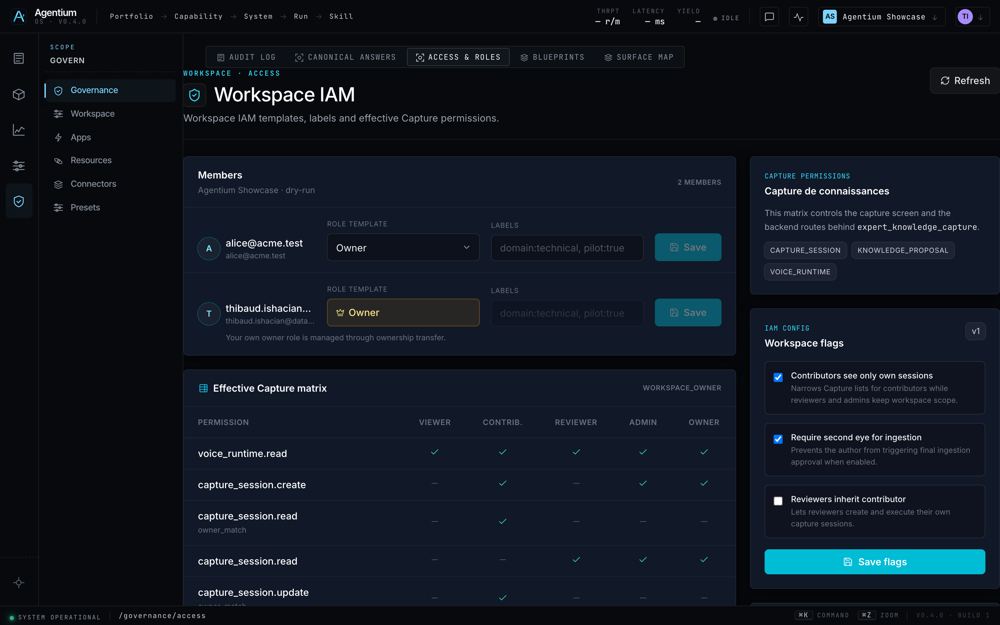 Agentium
OS · V0.4.0
Portfolio → Capability → System → Run → Skill
THRPT
– r/m
LATENCY
– ms
YIELD
–
IDLE
AS Agentium Showcase ↓
TI ↓
SCOPE
GOVERN
Governance
Workspace
Apps
Resources
Connectors
Presets
AUDIT LOG
CANONICAL ANSWERS
ACCESS & ROLES
BLUEPRINTS
SURFACE MAP
WORKSPACE · ACCESS
Workspace IAM
Workspace IAM templates, labels and effective Capture permissions.
Refresh
Members
Agentium Showcase · dry-run
2 MEMBERS
A
alice@acme.test
alice@acme.test
ROLE TEMPLATE
Owner
LABELS
domain:technical, pilot:true
Save
T
thibaud.ishacian...
thibaud.ishacian@data...
ROLE TEMPLATE
Owner
LABELS
domain:technical, pilot:true
Save
Your own owner role is managed through ownership transfer.
Effective Capture matrix
WORKSPACE_OWNER
PERMISSION VIEWER CONTRIB. REVIEWER ADMIN OWNER
voice_runtime.read ✓ ✓ ✓ ✓ ✓
capture_session.create — ✓ — ✓ ✓
capture_session.read — ✓ — — —
owner_match
capture_session.read — — ✓ ✓ ✓
capture_session.update — ✓ — — —
owner_match
CAPTURE PERMISSIONS
Capture de connaissances
This matrix controls the capture screen and the
backend routes behind expert_knowledge_capture.
CAPTURE_SESSION
KNOWLEDGE_PROPOSAL
VOICE_RUNTIME
IAM CONFIG
Workspace flags
v1
Contributors see only own sessions
Narrows Capture lists for contributors while
reviewers and admins keep workspace scope.
Require second eye for ingestion
Prevents the author from triggering final ingestion
approval when enabled.
Reviewers inherit contributor
Lets reviewers create and execute their own
capture sessions.
Save flags
SYSTEM OPERATIONAL
/governance/access
⌘K COMMAND
⌘Z ZOOM
V0.4.0 · BUILD 1